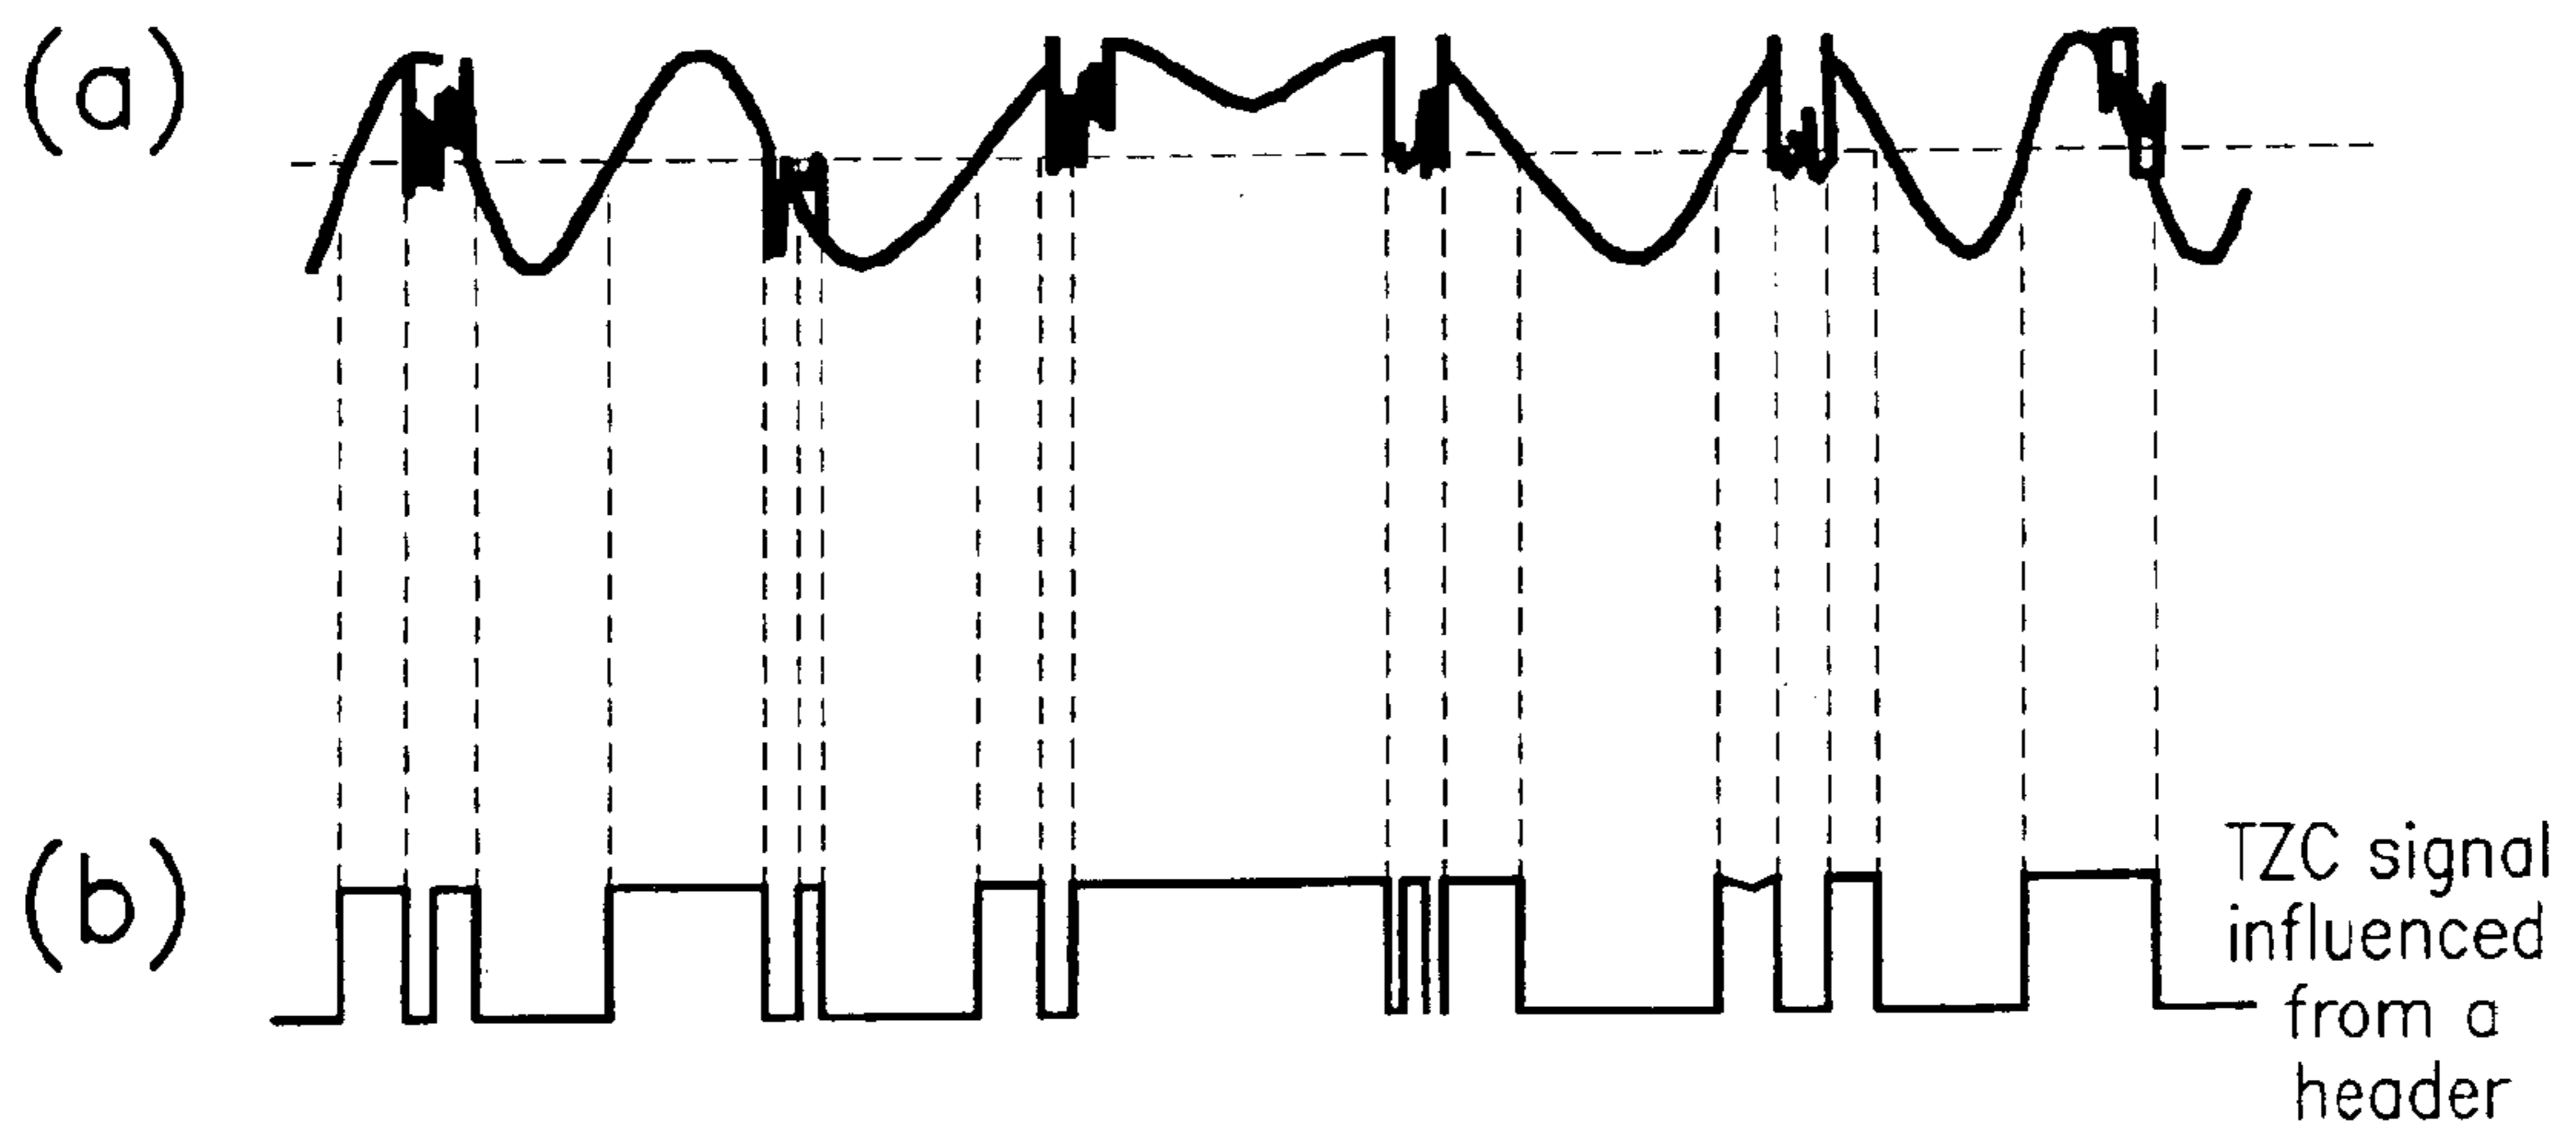 (a)
(b)
TZC signal
influenced
from a
header